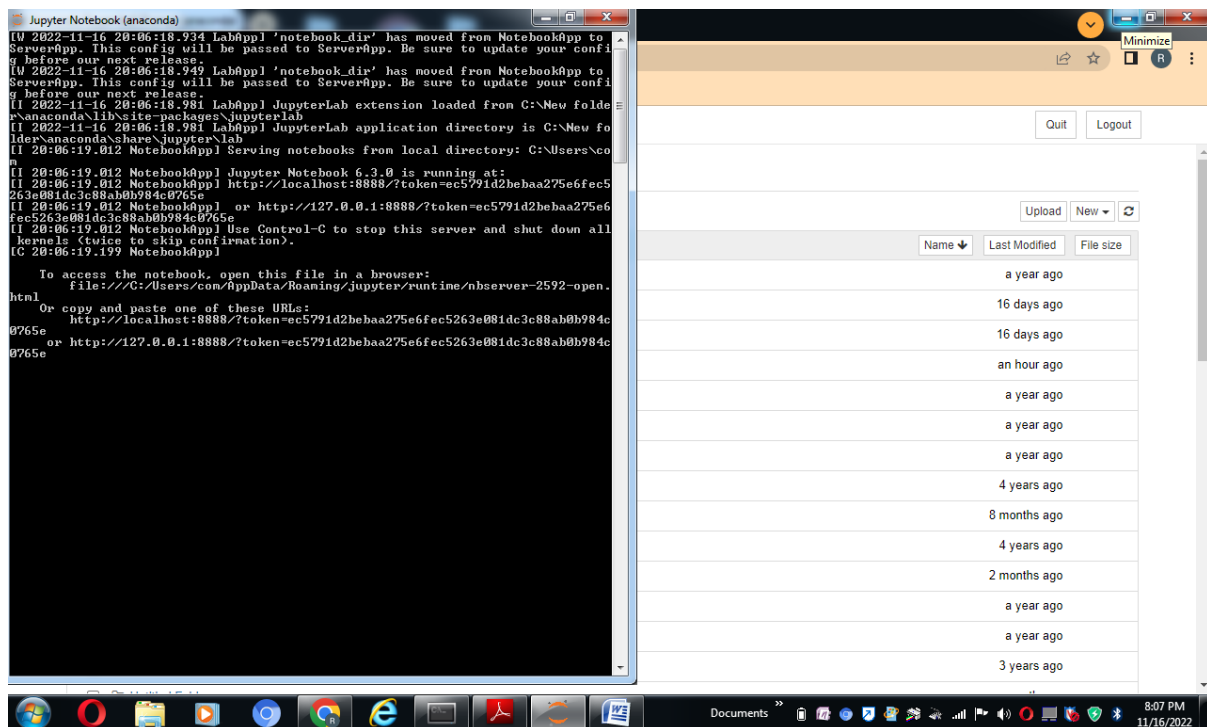 Jupyter Notebook (anaconda)
[W 2022-11-16 20:06:18.934 LabApp] 'notebook_dir' has moved from NotebookApp to
ServerApp. This config will be passed to ServerApp. Be sure to update your confi
g before our next release.
[W 2022-11-16 20:06:18.949 LabApp] 'notebook_dir' has moved from NotebookApp to
ServerApp. This config will be passed to ServerApp. Be sure to update your confi
g before our next release.
[I 2022-11-16 20:06:18.981 LabApp] JupyterLab extension loaded from C:\New folde
r\anaconda\lib\site-packages\jupyterlab
[I 2022-11-16 20:06:18.981 LabApp] JupyterLab application directory is C:\New fo
lder\anaconda\share\jupyter\lab
[I 20:06:19.012 NotebookApp] Serving notebooks from local directory: C:\Users\co
m
[I 20:06:19.012 NotebookApp] Jupyter Notebook 6.3.0 is running at:
[I 20:06:19.012 NotebookApp] http://localhost:8888/?token=ec5791d2bebaa275e6fec5
263e081dc3c88ab0b984c0765e
[I 20:06:19.012 NotebookApp]  or http://127.0.0.1:8888/?token=ec5791d2bebaa275e6
fec5263e081dc3c88ab0b984c0765e
[I 20:06:19.012 NotebookApp] Use Control-C to stop this server and shut down all
 kernels (twice to skip confirmation).
[C 20:06:19.199 NotebookApp]
To access the notebook, open this file in a browser:
file:///C:/Users/com/AppData/Roaming/jupyter/runtime/nbserver-2592-open.
html
Or copy and paste one of these URLs:
http://localhost:8888/?token=ec5791d2bebaa275e6fec5263e081dc3c88ab0b984c
0765e
or http://127.0.0.1:8888/?token=ec5791d2bebaa275e6fec5263e081dc3c88ab0b984c
0765e
Minimize
R
Quit Logout
Upload New
Name Last Modified File size
a year ago
16 days ago
16 days ago
an hour ago
a year ago
a year ago
a year ago
4 years ago
8 months ago
4 years ago
2 months ago
a year ago
a year ago
3 years ago
Documents
8:07 PM
11/16/2022